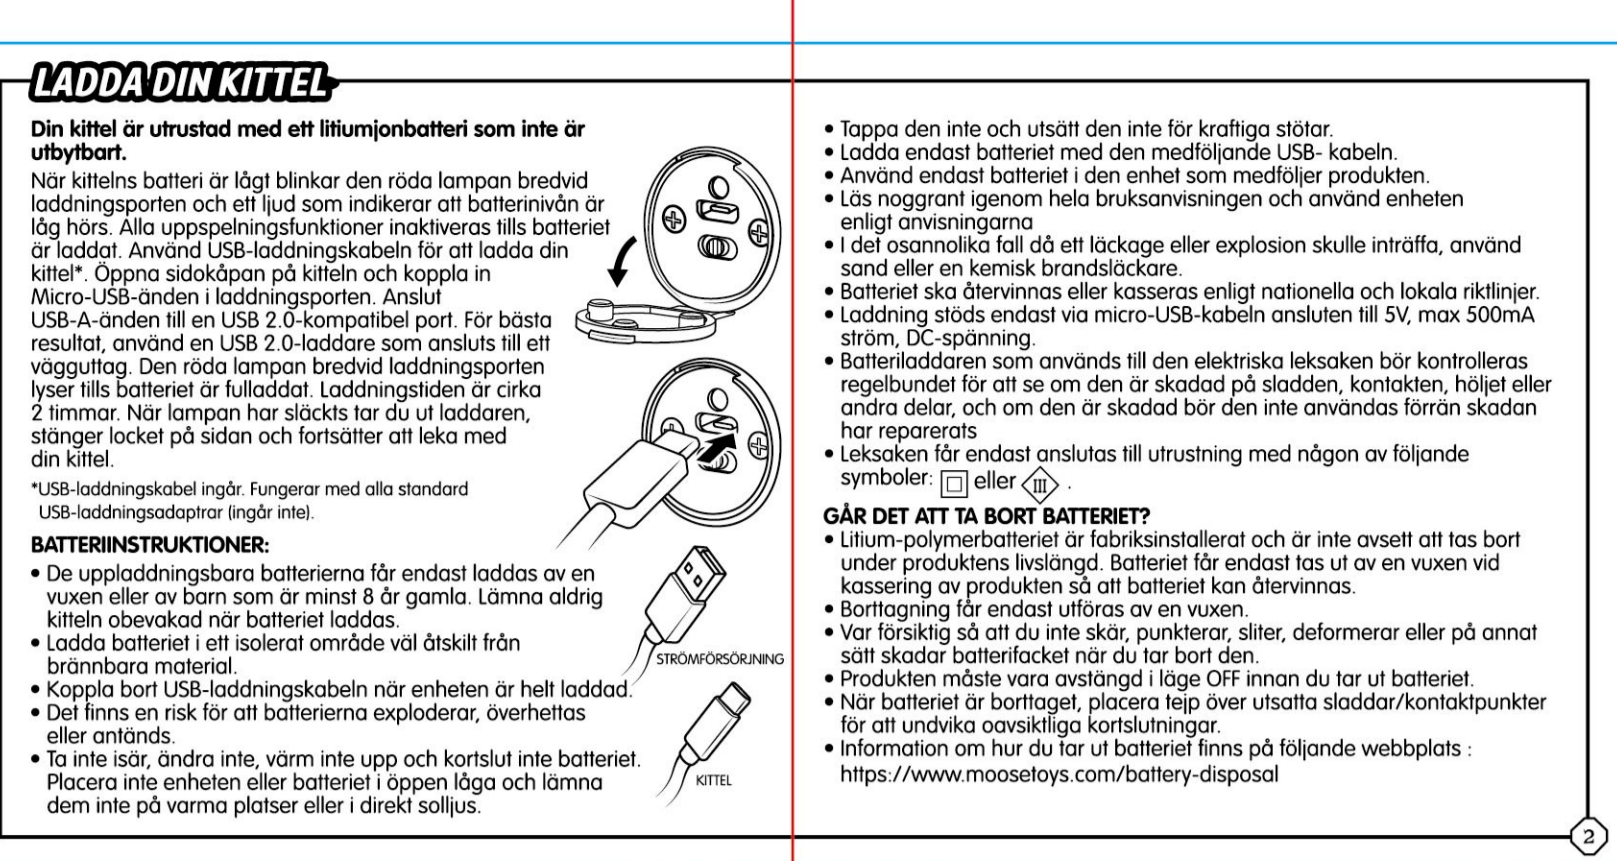 LADDA DIN KITTEL
Din kittel är utrustad med ett litiumjonbatteri som inte är
utbytbart.
När kittelns batteri är lågt blinkar den röda lampan bredvid
laddningsporten och ett ljud som indikerar att batterinivån är
låg hörs. Alla uppspelningsfunktioner inaktiveras tills batteriet
är laddat. Använd USB-laddningskabeln för att ladda din
kittel*. Öppna sidokåpan på kitteln och koppla in
Micro-USB-änden i laddningsporten. Anslut
USB-A-änden till en USB 2.0-kompatibel port. För bästa
resultat, använd en USB 2.0-laddare som ansluts till ett
vägguttag. Den röda lampan bredvid laddningsporten
lyser tills batteriet är fulladdat. Laddningstiden är cirka
2 timmar. När lampan har släckts tar du ut laddaren,
stänger locket på sidan och fortsätter att leka med
din kittel.
*USB-laddningskabel ingår. Fungerar med alla standard
USB-laddningsadaptrar (ingår inte).
BATTERIINSTRUKTIONER:
• De uppladdningsbara batterierna får endast laddas av en
vuxen eller av barn som är minst 8 år gamla. Lämna aldrig
kitteln obevakad när batteriet laddas.
• Ladda batteriet i ett isolerat område väl åtskilt från
brännbara material.
• Koppla bort USB-laddningskabeln när enheten är helt laddad.
• Det finns en risk för att batterierna exploderar, överhettas
eller antänds.
• Ta inte isär, ändra inte, värm inte upp och kortslut inte batteriet.
Placera inte enheten eller batteriet i öppen låga och lämna
dem inte på varma platser eller i direkt solljus.
STRÖMFÖRSÖRJNING
KITTEL
• Tappa den inte och utsätt den inte för kraftiga stötar.
• Ladda endast batteriet med den medföljande USB- kabeln.
• Använd endast batteriet i den enhet som medföljer produkten.
• Läs noggrant igenom hela bruksanvisningen och använd enheten
enligt anvisningarna
• I det osannolika fall då ett läckage eller explosion skulle inträffa, använd
sand eller en kemisk brandsläckare.
• Batteriet ska återvinnas eller kasseras enligt nationella och lokala riktlinjer.
• Laddning stöds endast via micro-USB-kabeln ansluten till 5V, max 500mA
ström, DC-spänning.
• Batteriladdaren som används till den elektriska leksaken bör kontrolleras
regelbundet för att se om den är skadad på sladden, kontakten, höljet eller
andra delar, och om den är skadad bör den inte användas förrän skadan
har reparerats
• Leksaken får endast anslutas till utrustning med någon av följande
symboler: eller III .
GÅR DET ATT TA BORT BATTERIET?
• Litium-polymerbatteriet är fabriksinstallerat och är inte avsett att tas bort
under produktens livslängd. Batteriet får endast tas ut av en vuxen vid
kassering av produkten så att batteriet kan återvinnas.
• Borttagning får endast utföras av en vuxen.
• Var försiktig så att du inte skär, punkterar, sliter, deformerar eller på annat
sätt skadar batterifacket när du tar bort den.
• Produkten måste vara avstängd i läge OFF innan du tar ut batteriet.
• När batteriet är borttaget, placera tejp över utsatta sladdar/kontaktpunkter
för att undvika oavsiktliga kortslutningar.
• Information om hur du tar ut batteriet finns på följande webbplats :
https://www.moosetoys.com/battery-disposal
2